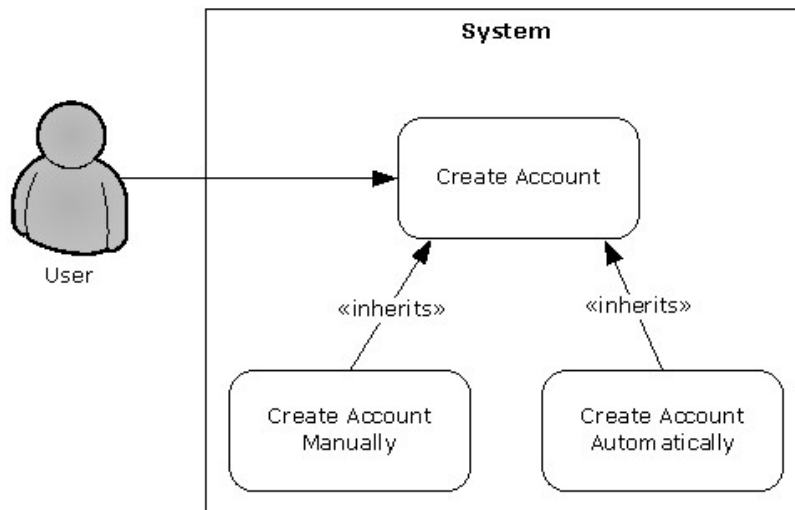 System
Create Account
User
«inherits»
«inherits»
Create Account
Manually
Create Account
Automatically